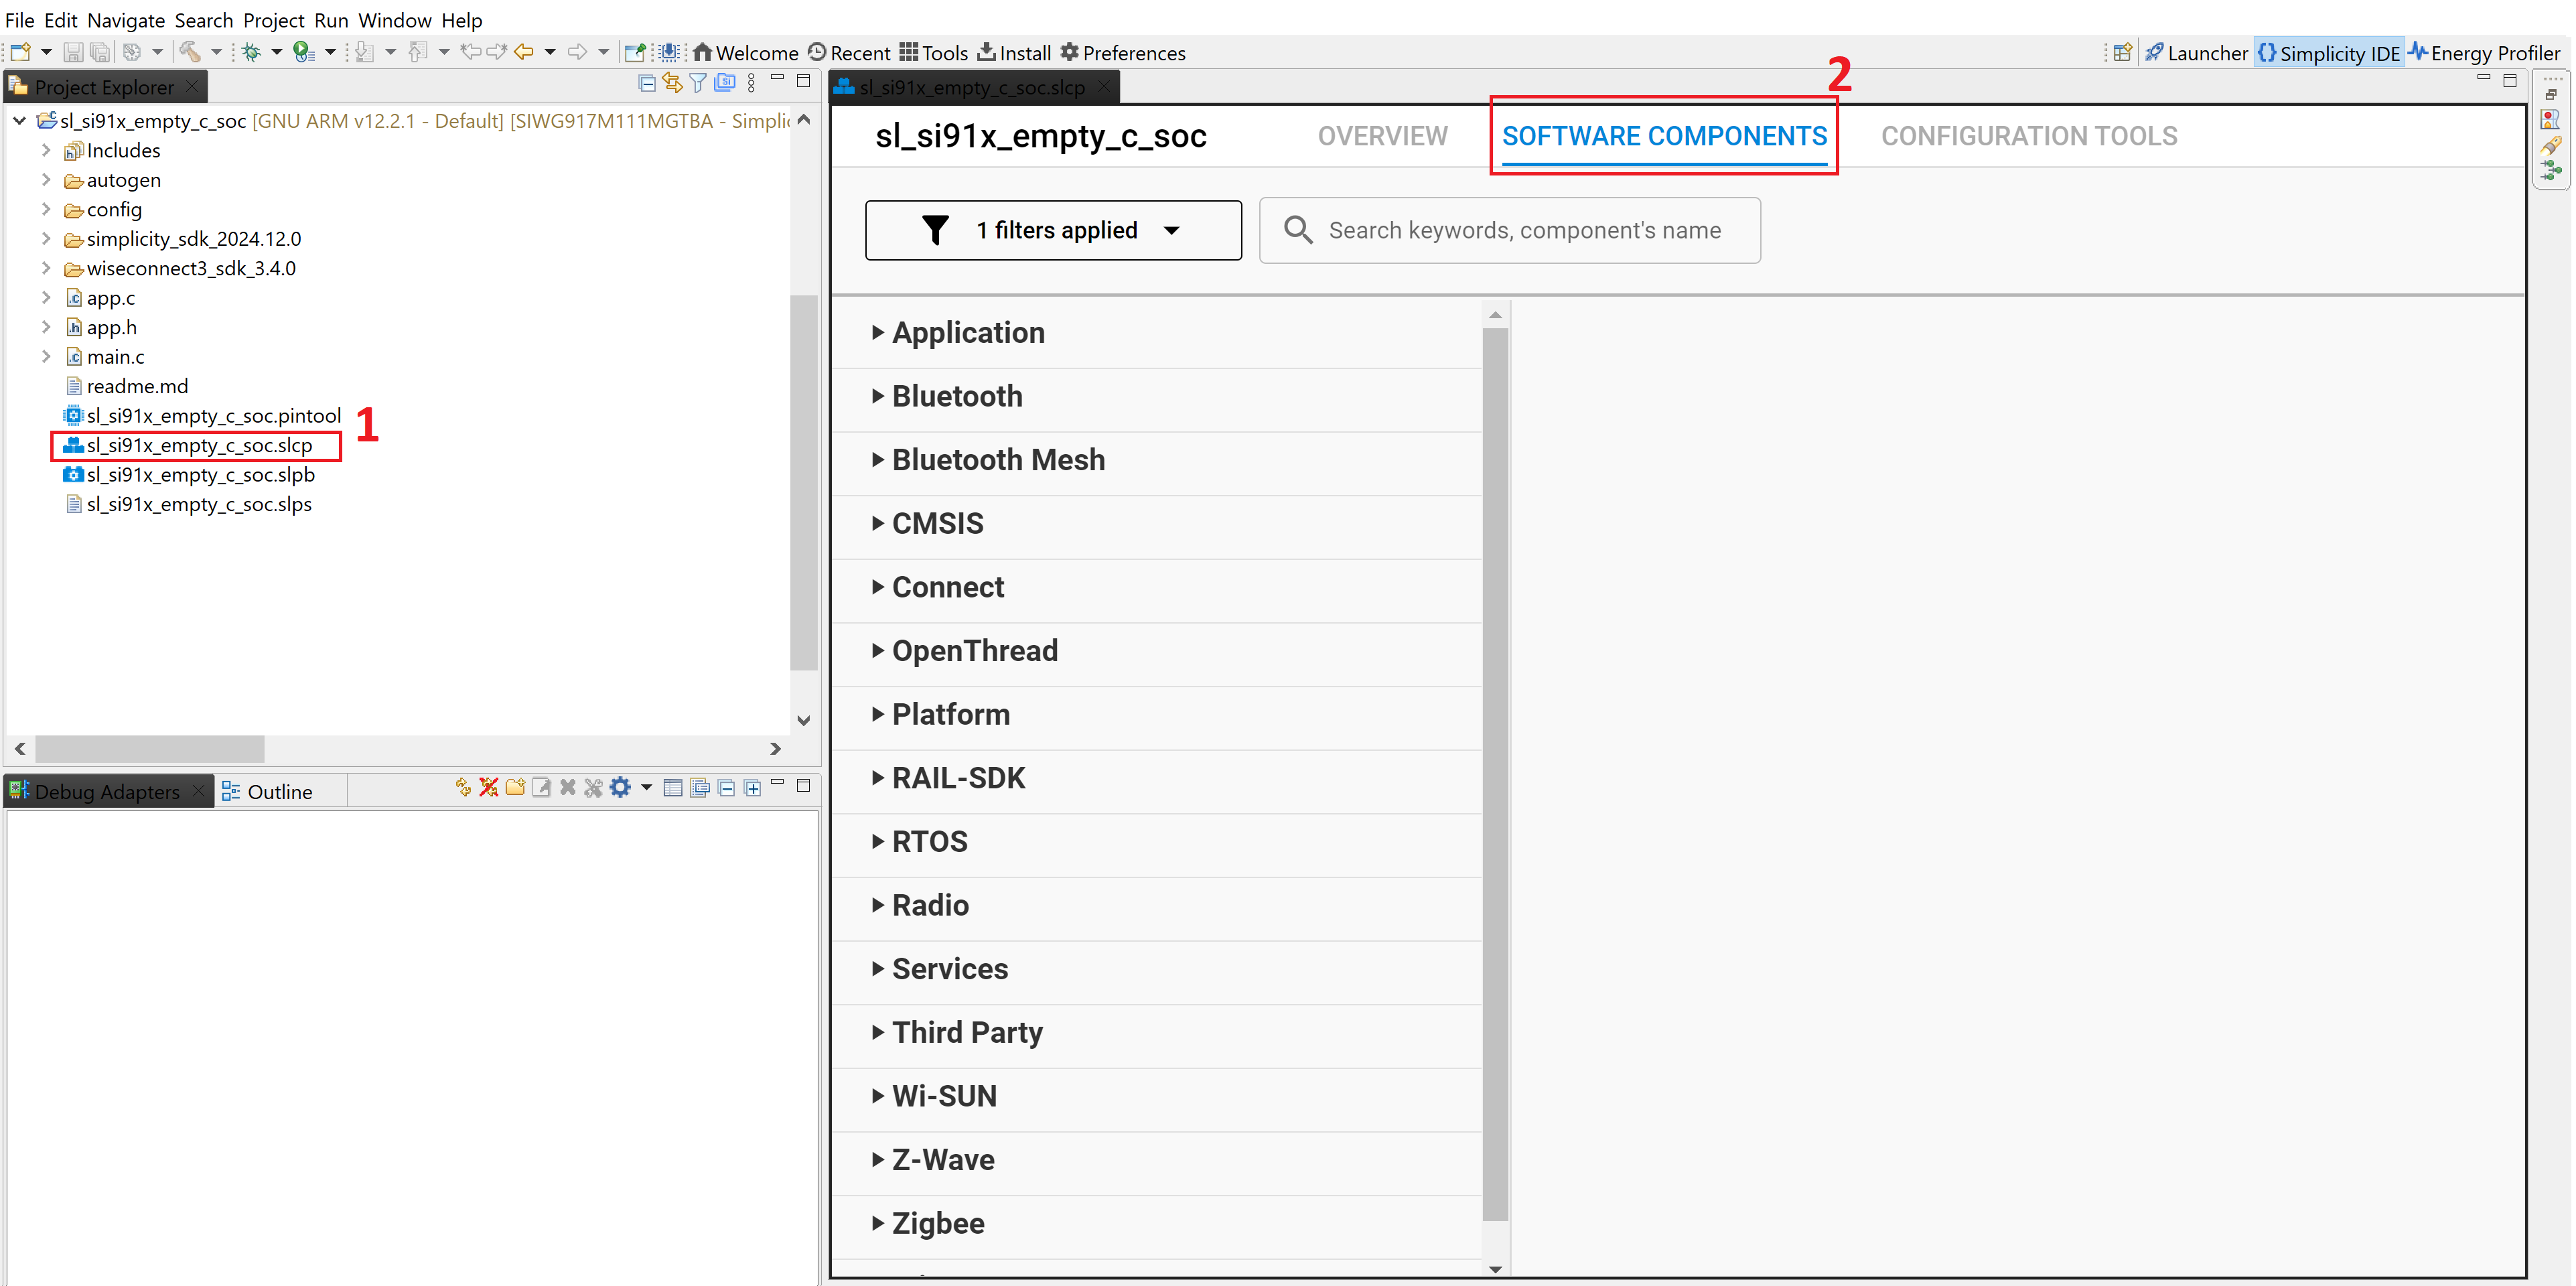 File Edit Navigate Search Project Run Window Help
Welcome Recent Tools Install Preferences Launcher Simplicity IDE Energy Profiler
Project Explorer
sl_si91x_empty_c_soc [GNU ARM v12.2.1 - Default] [SIWG917M111MGTBA - Simplic
Includes
autogen
config
simplicity_sdk_2024.12.0
wiseconnect3_sdk_3.4.0
app.c
app.h
main.c
readme.md
sl_si91x_empty_c_soc.pintool
1
sl_si91x_empty_c_soc.slcp
sl_si91x_empty_c_soc.slpb
sl_si91x_empty_c_soc.slps
Debug Adapters
Outline
sl_si91x_empty_c_soc.slcp
2
sl_si91x_empty_c_soc OVERVIEW SOFTWARE COMPONENTS CONFIGURATION TOOLS
1 filters applied Search keywords, component's name
Application
Bluetooth
Bluetooth Mesh
CMSIS
Connect
OpenThread
Platform
RAIL-SDK
RTOS
Radio
Services
Third Party
Wi-SUN
Z-Wave
Zigbee